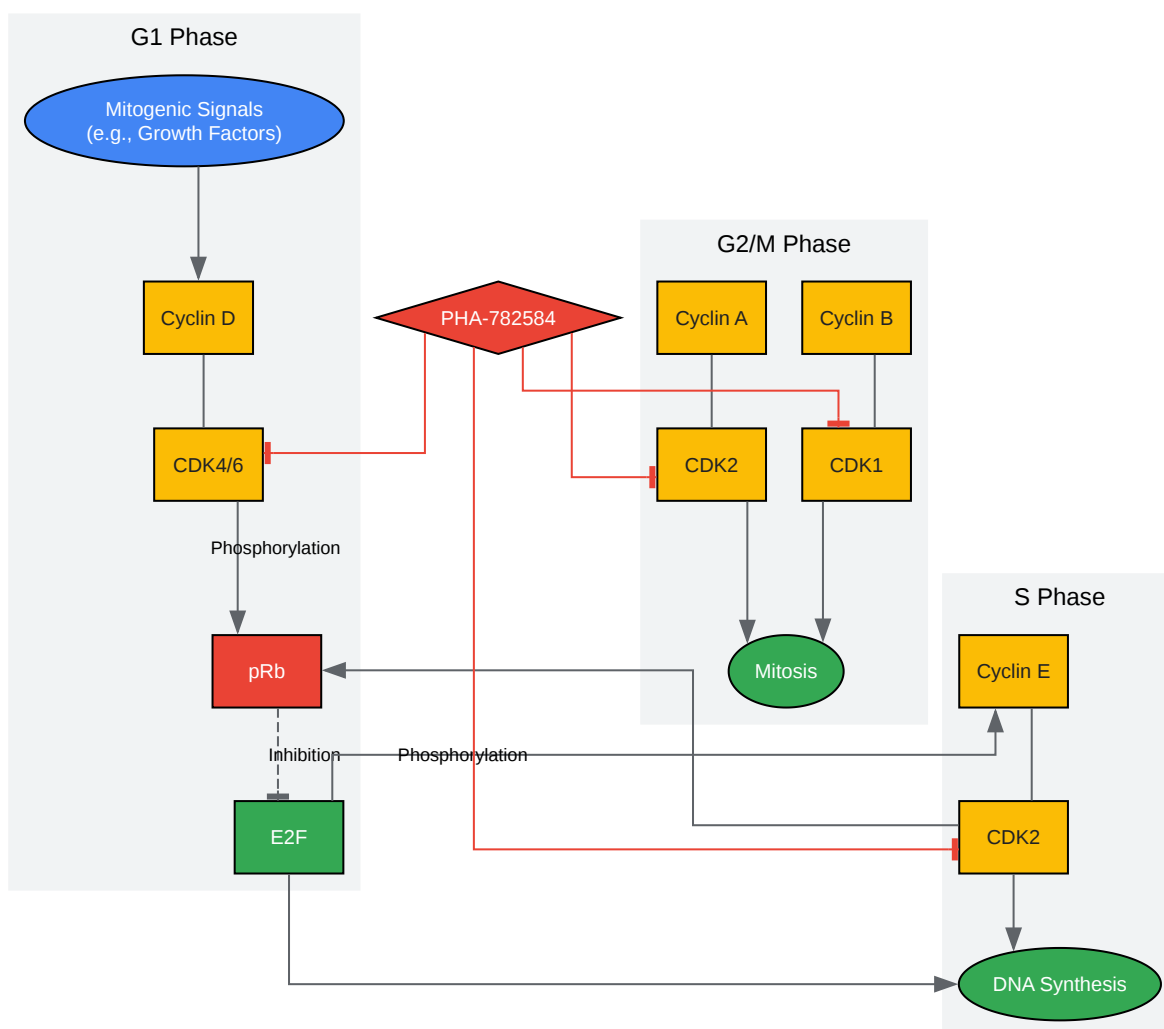 G1 Phase
Mitogenic Signals
(e.g., Growth Factors)
G2/M Phase
Cyclin D
PHA-782584
Cyclin A
Cyclin B
CDK4/6
CDK2
CDK1
Phosphorylation
S Phase
pRb
Mitosis
Cyclin E
Inhibition
Phosphorylation
E2F
CDK2
DNA Synthesis